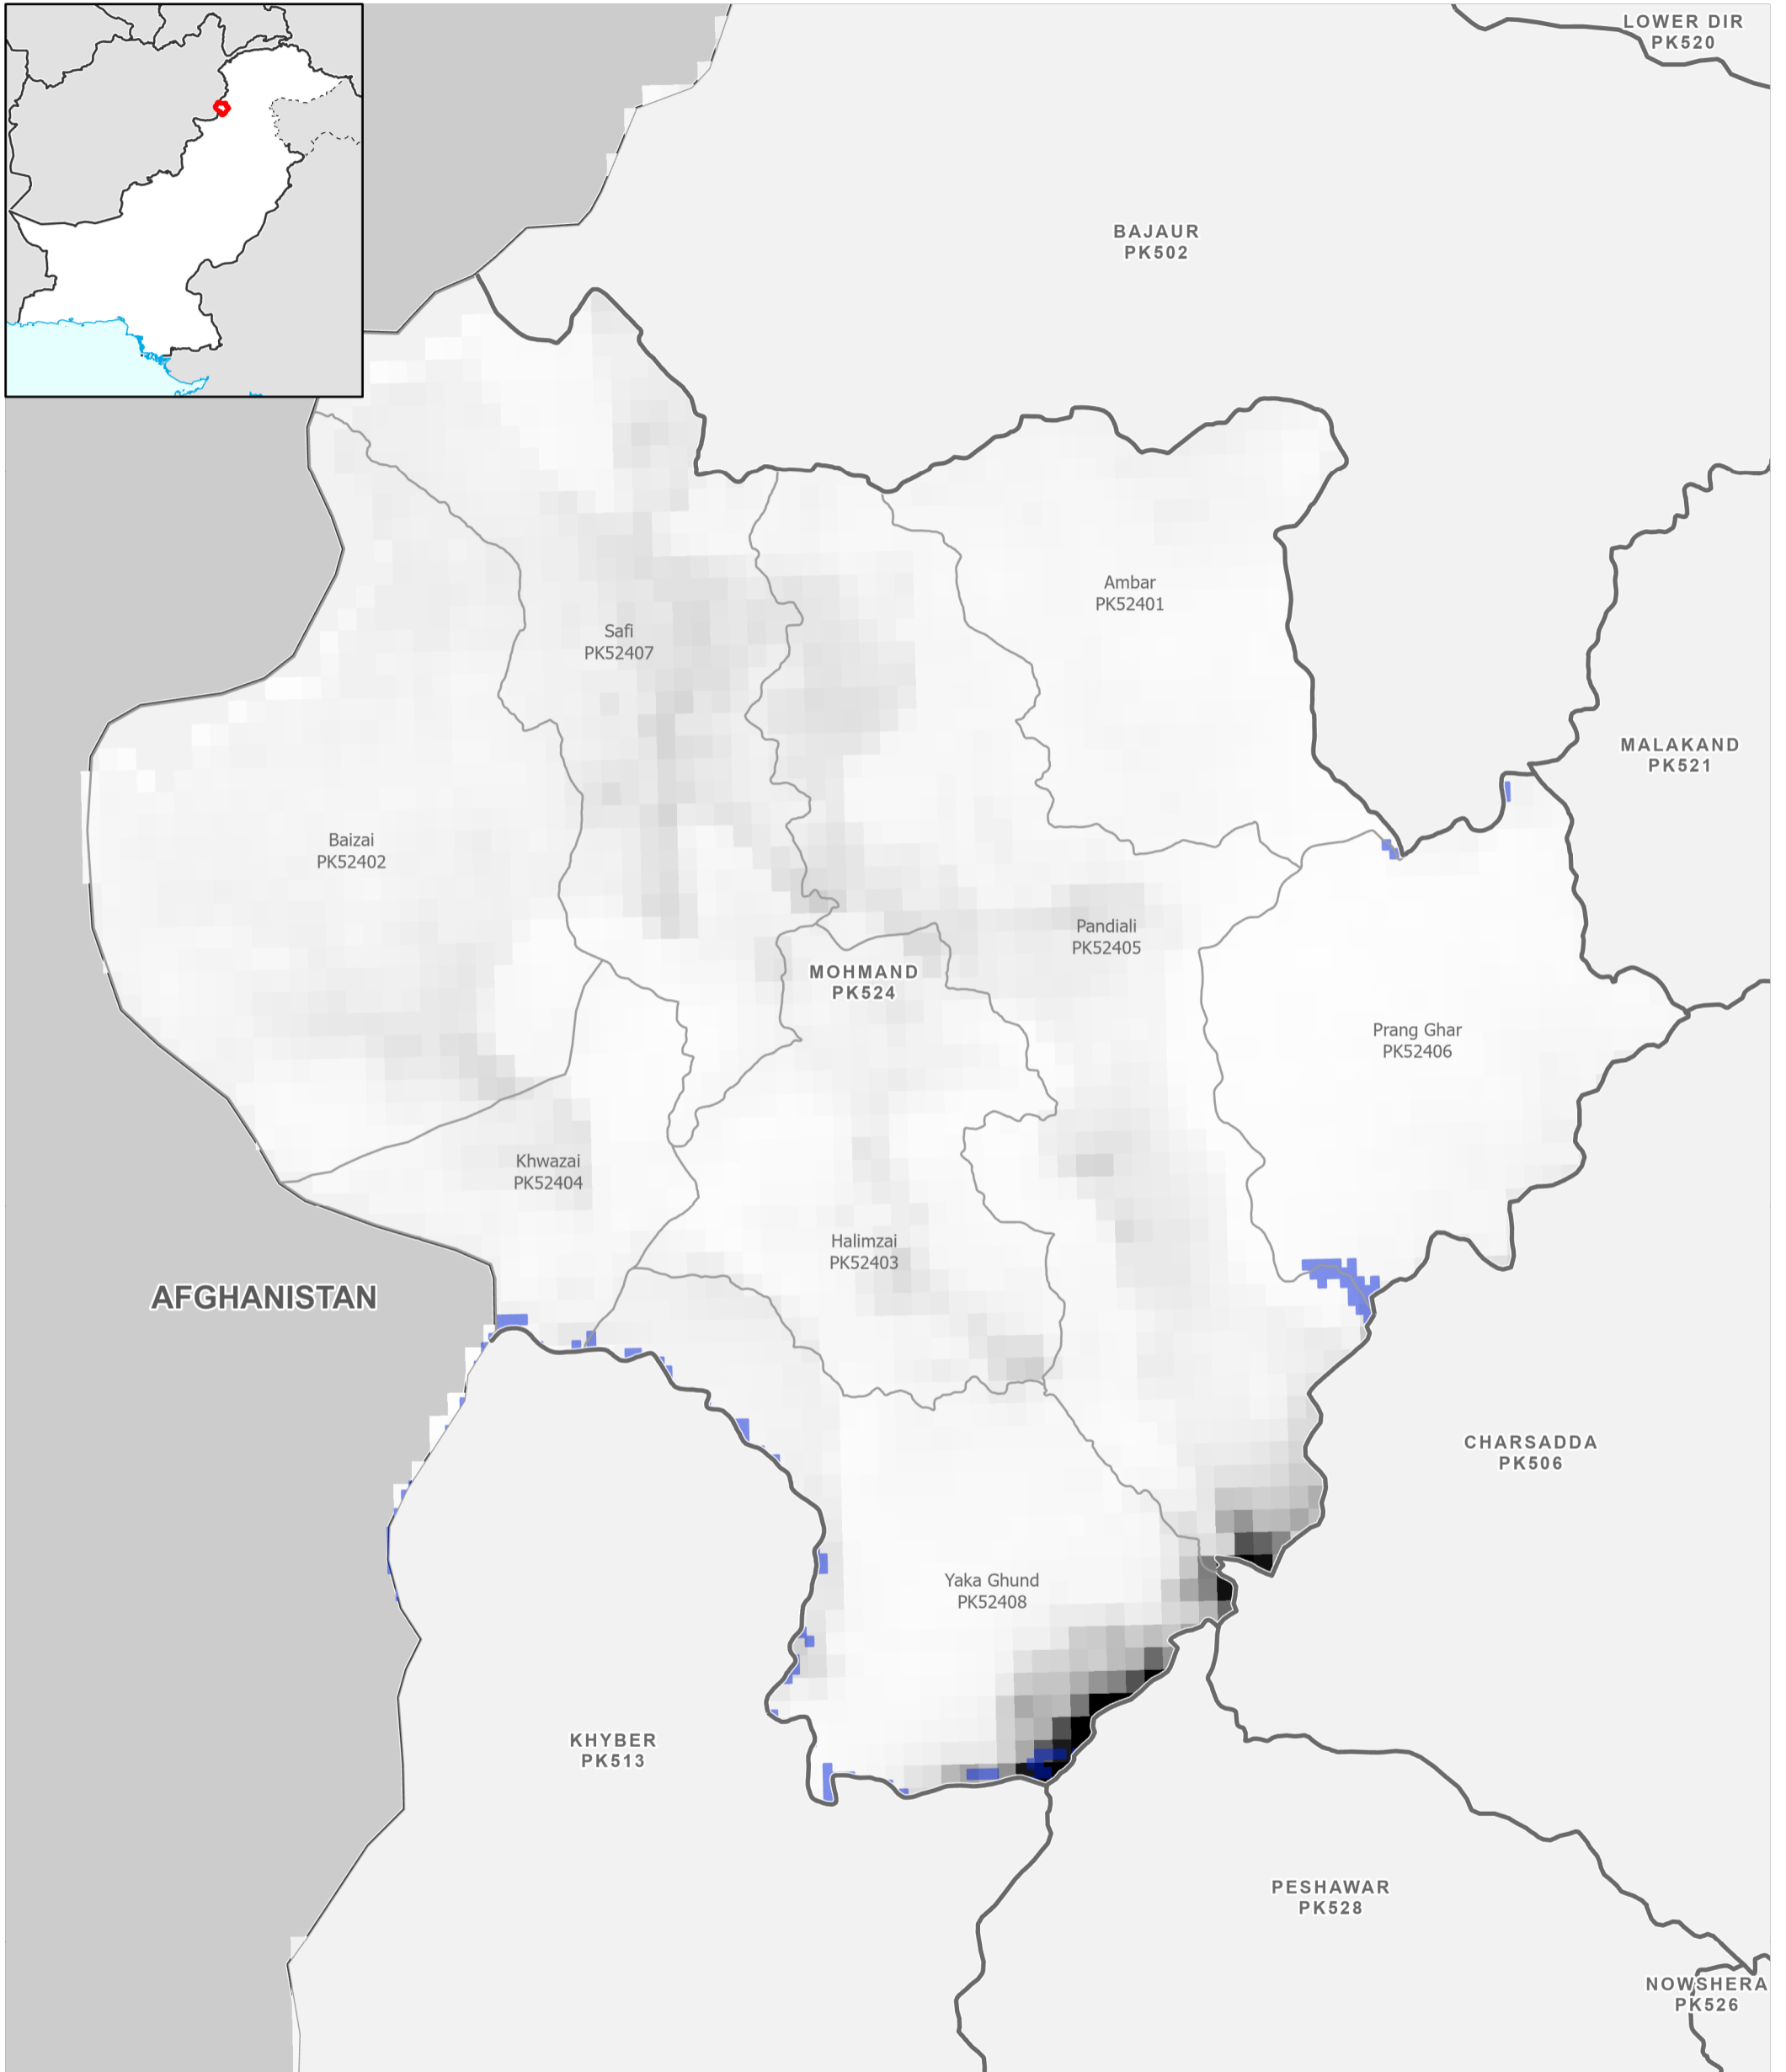 LOWER DIR
PK520
BAJAUR
PK502
Ambar
PK52401
Safi
PK52407
MALAKAND
PK521
Baizai
PK52402
Pandiali
PK52405
MOHMAND
PK524
Prang Ghar
PK52406
Khwazai
PK52404
Halimzai
PK52403
AFGHANISTAN
CHARSADDA
PK506
Yaka Ghund
PK52408
KHYBER
PK513
PESHAWAR
PK528
NOWSHERA
PK526